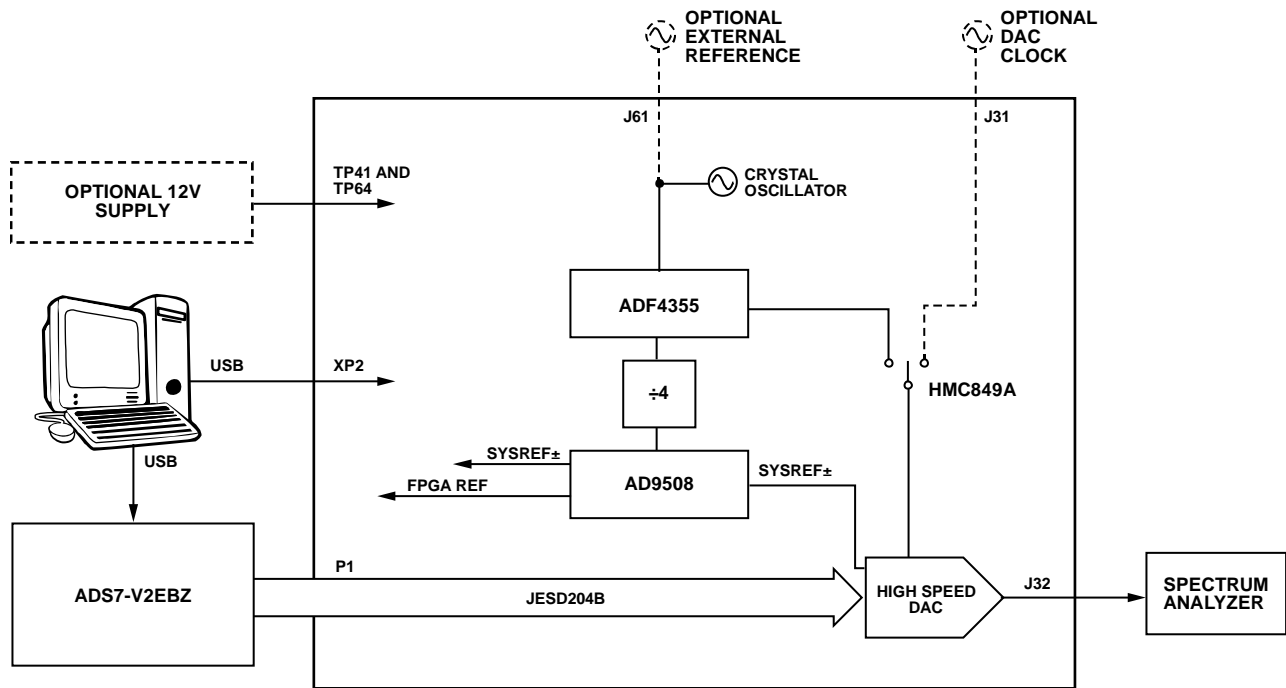 OPTIONAL
EXTERNAL
REFERENCE
OPTIONAL
DAC
CLOCK
J61
J31
TP41 AND
TP64
OPTIONAL 12V
SUPPLY
CRYSTAL
OSCILLATOR
ADF4355
USB
XP2
÷4
HMC849A
USB
SYSREF±
FPGA REF
AD9508
SYSREF±
P1
ADS7-V2EBZ
JESD204B
HIGH SPEED
DAC
J32
SPECTRUM
ANALYZER